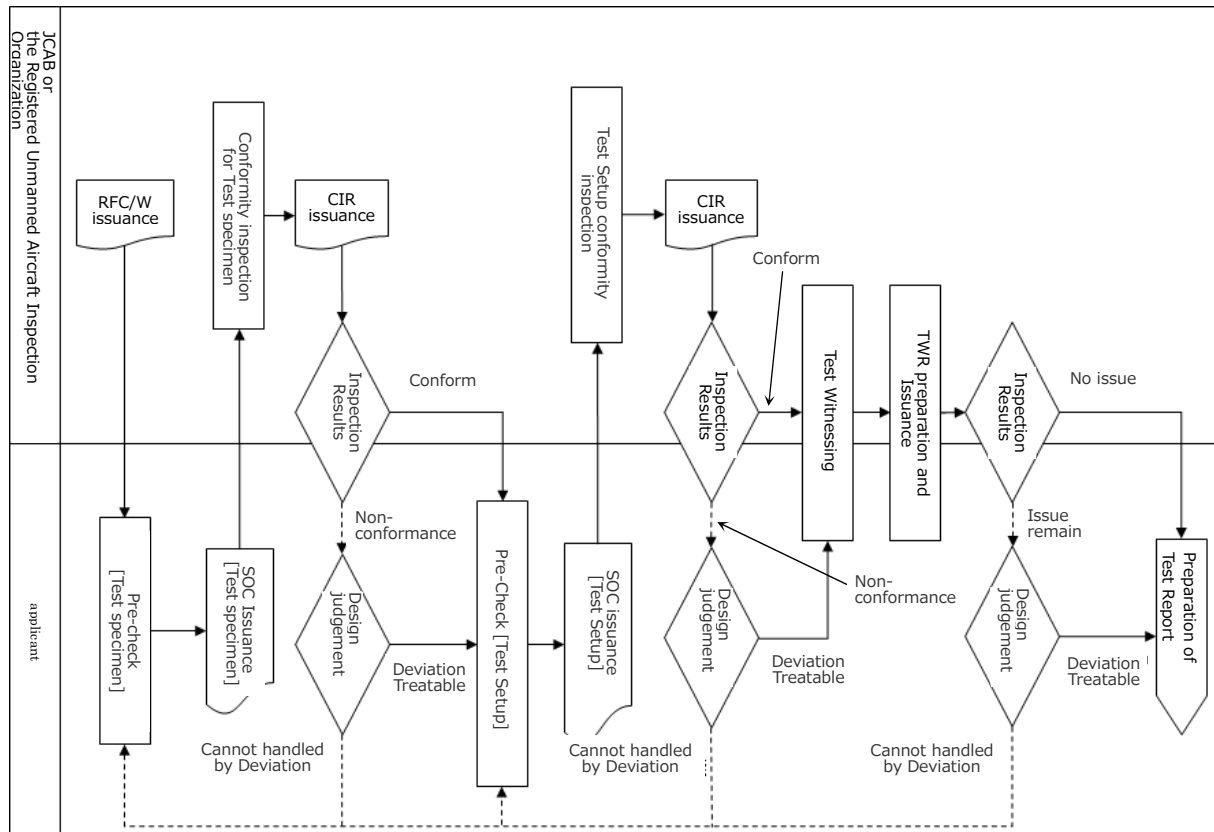 JCAB or
the Registered Unmanned Aircraft Inspection
Organization
RFC/W
issuance
Conformity inspection
for Test specimen
CIR
issuance
Inspection
Results
Conform
Test Setup conformity
inspection
CIR
issuance
Inspection
Results
Conform
Test Witnessing
TWR preparation and
Issuance
Inspection
Results
No issue
applicant
Pre-check
[Test specimen]
SOC Issuance
[Test specimen]
Non-
conformance
Design
judgement
Deviation
Treatable
Cannot handled
by Deviation
Pre-Check [Test Setup]
SOC issuance
[Test Setup]
Non-
conformance
Design
judgement
Deviation
Treatable
Cannot handled
by Deviation
Issue
remain
Design
judgement
Deviation
Treatable
Cannot handled
by Deviation
Preparation of
Test Report